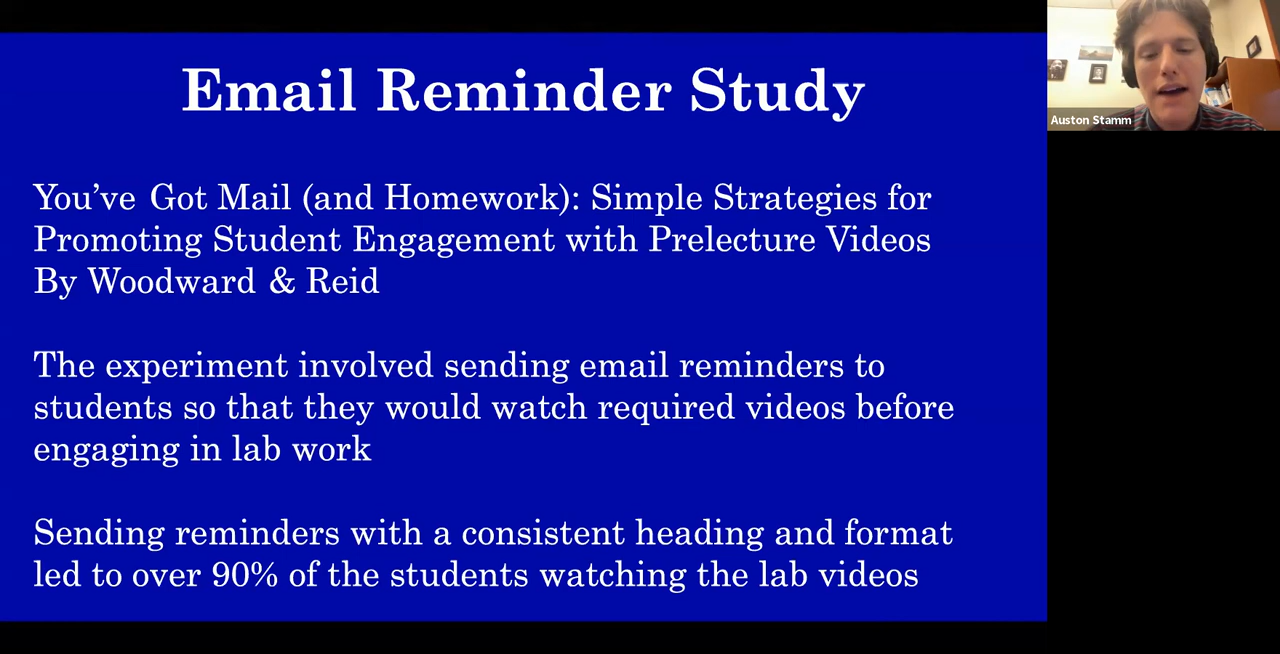 Email Reminder Study
You’ve Got Mail (and Homework): Simple Strategies for
Promoting Student Engagement with Prelecture Videos
By Woodward & Reid
The experiment involved sending email reminders to
students so that they would watch required videos before
engaging in lab work
Sending reminders with a consistent heading and format
led to over 90% of the students watching the lab videos
Auston Stamm